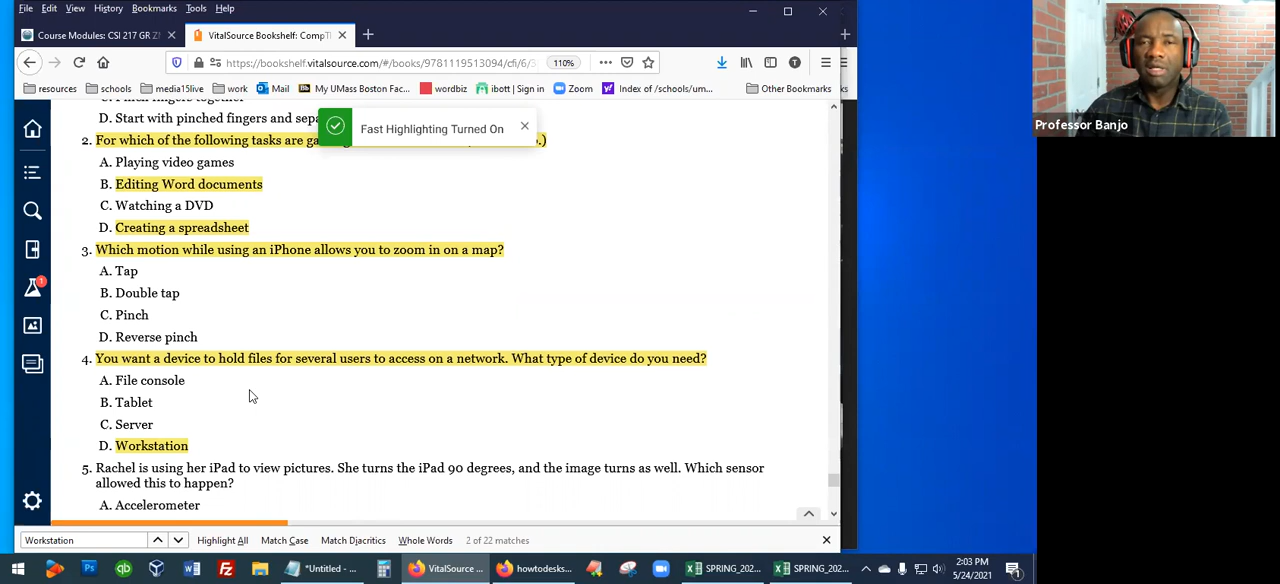 File Edit View History Bookmarks Tools Help
Course Modules: CSI 217 GR
VitalSource Bookshelf: CompT
https://bookshelf.vitalsource.com/#/books/9781119513094/cfi/6/3
110%
resources schools media15live work Mail My UMass Boston Fac... wordbiz ibott | Sign in Zoom Index of /schools/um... Other Bookmarks ks
D. Start with pinched fingers and sepa
Fast Highlighting Turned On
2. For which of the following tasks are ga
A. Playing video games
B. Editing Word documents
C. Watching a DVD
D. Creating a spreadsheet
3. Which motion while using an iPhone allows you to zoom in on a map?
A. Tap
B. Double tap
C. Pinch
D. Reverse pinch
4. You want a device to hold files for several users to access on a network. What type of device do you need?
A. File console
B. Tablet
C. Server
D. Workstation
5. Rachel is using her iPad to view pictures. She turns the iPad 90 degrees, and the image turns as well. Which sensor
allowed this to happen?
A. Accelerometer
Workstation Highlight All Match Case Match Diacritics Whole Words 2 of 22 matches
*Untitled - ... VitalSource ... howtodesk... SPRING_202... SPRING_202...
2:03 PM
5/24/2021
Professor Banjo